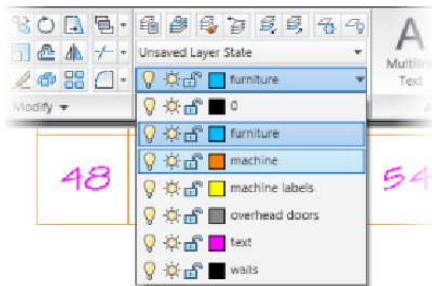 Unsaved Layer State
A
furniture
Multiline
Text
Modify
0
furniture
machine
48
54
machine labels
overhead doors
text
walls